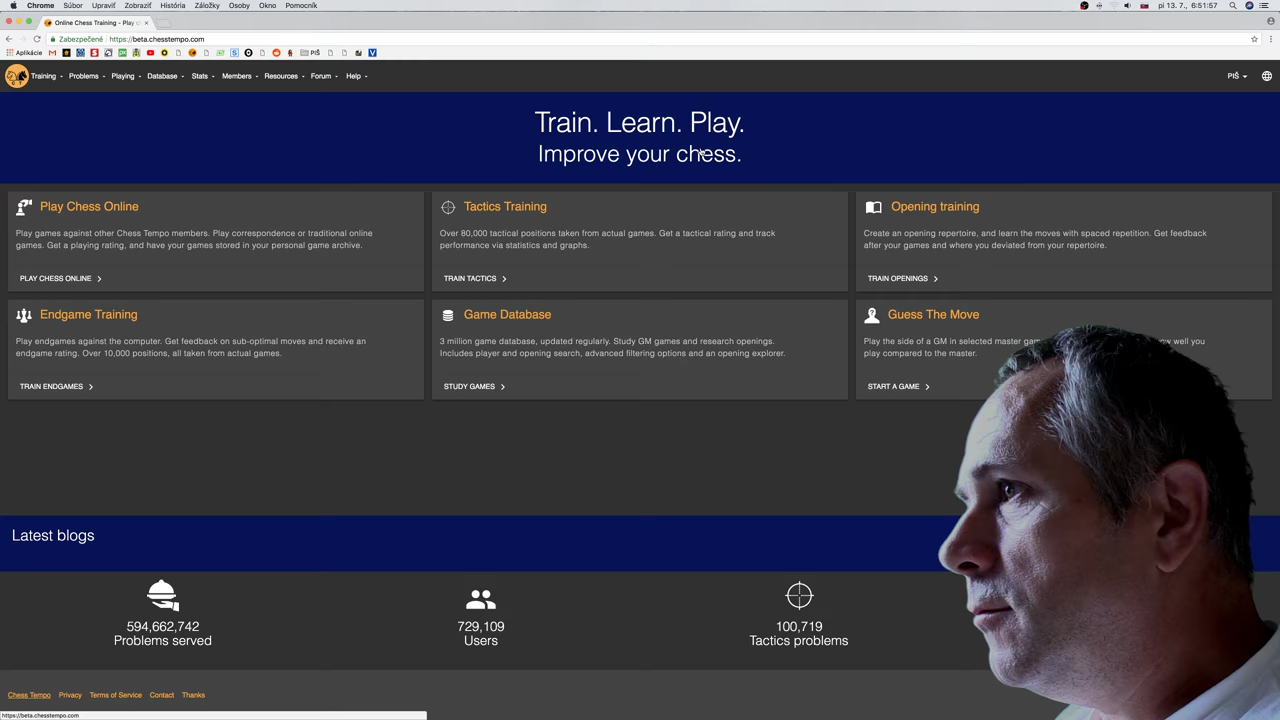 Chrome Súbor Upraviť Zobraziť História Záložky Osoby Okno Pomocník pi 13. 7., 6:51:57
Online Chess Training - Play c
Zabezpečené https://beta.chesstempo.com
Aplikácie PIŠ
Training Problems Playing Database Stats Members Resources Forum Help PIŠ
Train. Learn. Play.
Improve your chess.
Play Chess Online
Play games against other Chess Tempo members. Play correspondence or traditional online
games. Get a playing rating, and have your games stored in your personal game archive.
PLAY CHESS ONLINE
Tactics Training
Over 80,000 tactical positions taken from actual games. Get a tactical rating and track
performance via statistics and graphs.
TRAIN TACTICS
Opening training
Create an opening repertoire, and learn the moves with spaced repetition. Get feedback
after your games and where you deviated from your repertoire.
TRAIN OPENINGS
Endgame Training
Play endgames against the computer. Get feedback on sub-optimal moves and receive an
endgame rating. Over 10,000 positions, all taken from actual games.
TRAIN ENDGAMES
Game Database
3 million game database, updated regularly. Study GM games and research openings.
Includes player and opening search, advanced filtering options and an opening explorer.
STUDY GAMES
Guess The Move
Play the side of a GM in selected master well you
play compared to the master.
START A GAME
Latest blogs
594,662,742
Problems served
729,109
Users
100,719
Tactics problems
Chess Tempo Privacy Terms of Service Contact Thanks
https://beta.chesstempo.com